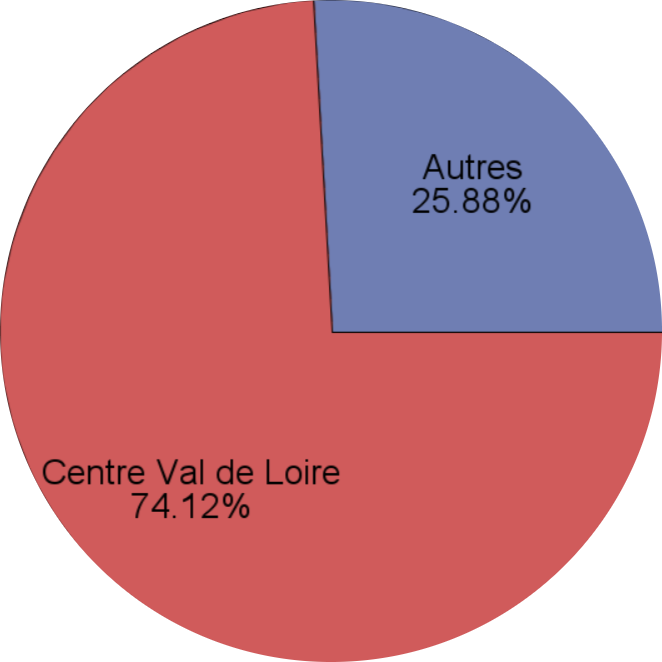 Autres
25.88%
Centre Val de Loire
74.12%